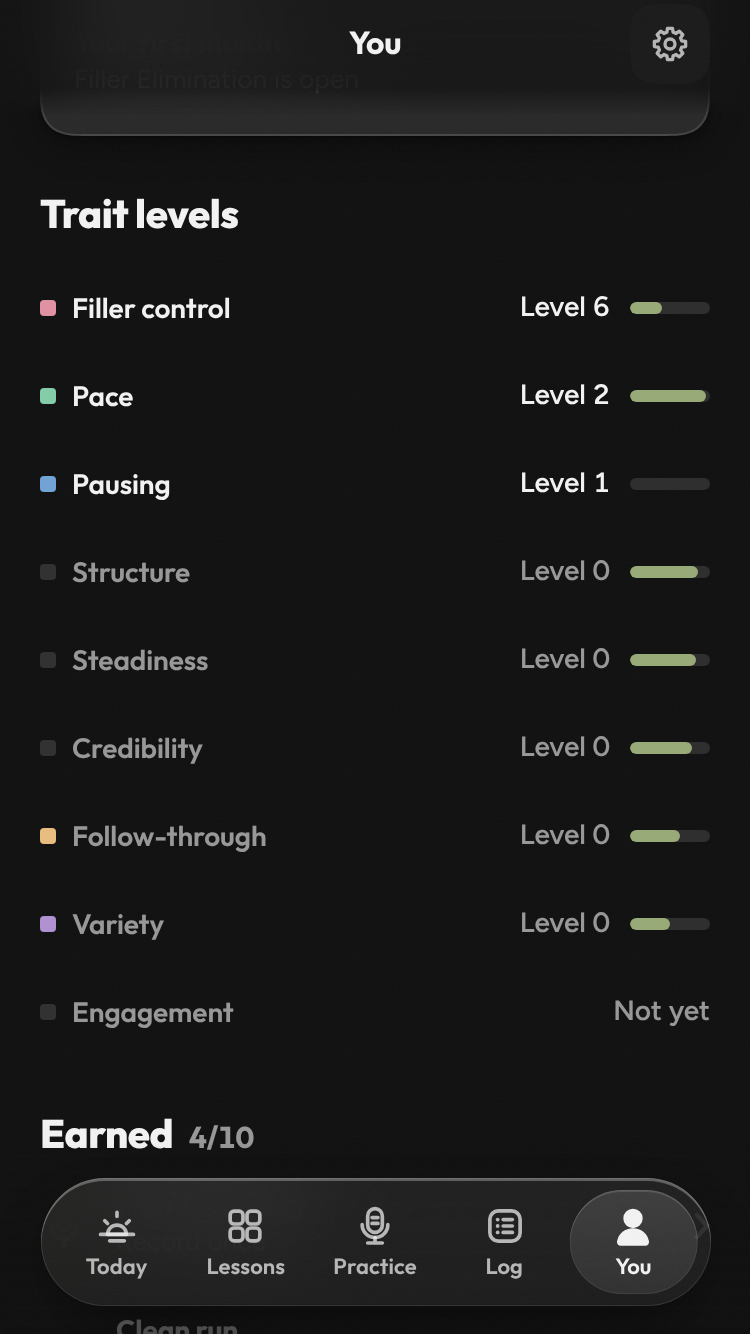 You
Filler Elimination is open
Trait levels
Filler control Level 6
Pace Level 2
Pausing Level 1
Structure Level 0
Steadiness Level 0
Credibility Level 0
Follow-through Level 0
Variety Level 0
Engagement Not yet
Earned 4/10
Today Lessons Practice Log You
Clean run